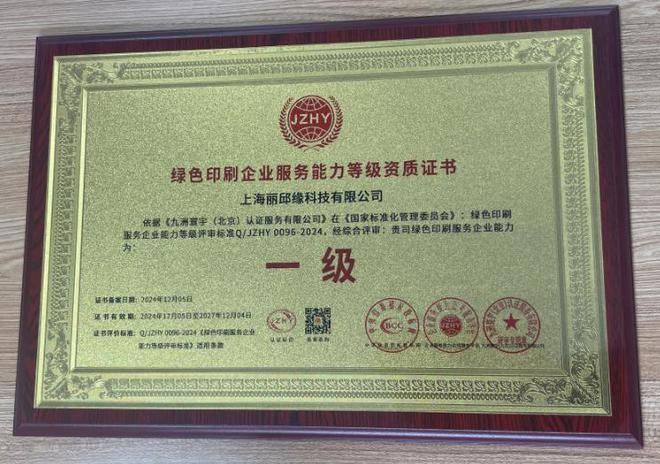 JZHY
绿色印刷企业服务能力等级资质证书
上海丽邱缘科技有限公司
依据《九洲寰宇（北京）认证服务有限公司》在《国家标准化管理委员会》：绿色印刷
服务企业能力等级评审标准Q/JZHY 0096-2024，经综合评审：贵司绿色印刷服务企业能力
为：
一级
证书备案日期：2024年12月05日
证书有效期：2024年12月05日至2027年12月04日
证书评价标准：Q/JZHY 0096-2024《绿色印刷服务企业
能力等级评审标准》适用条款
JZHY
认证标识
BCC
JZHY